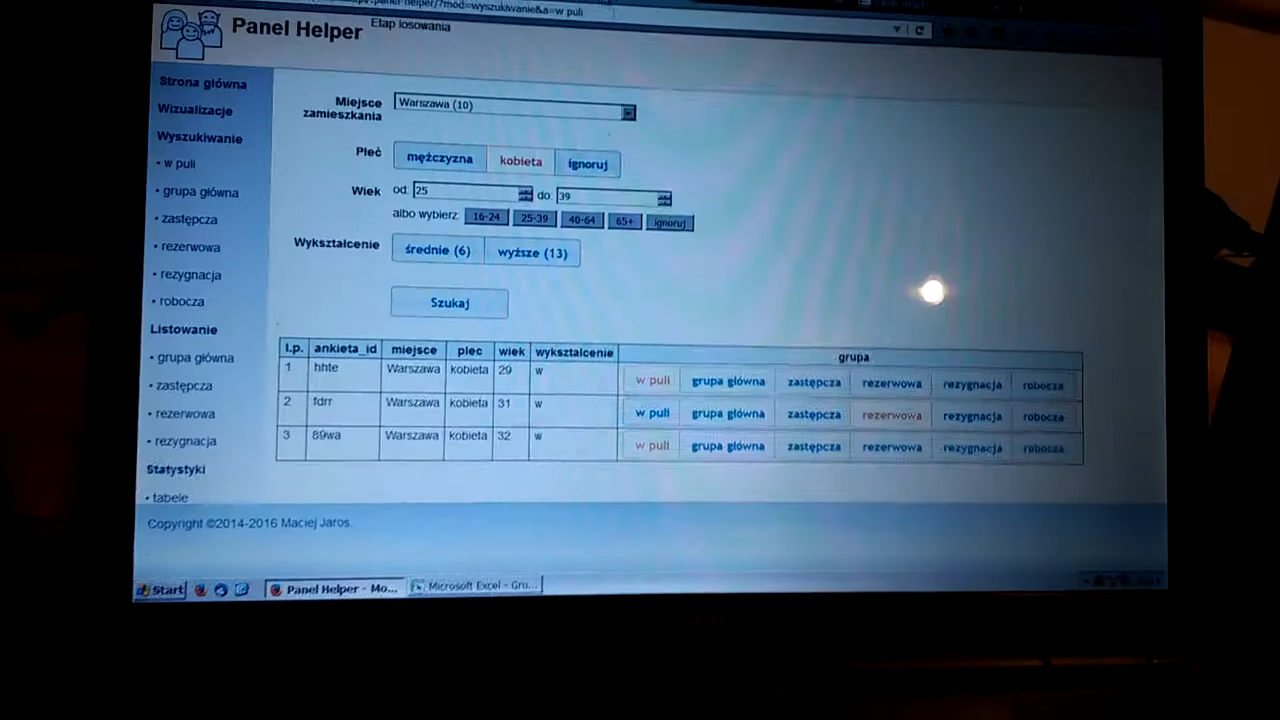 panel-helper/?mod=wyszukiwanie&a=w puli
Panel Helper
Etap losowania
Strona główna
Wizualizacje
Wyszukiwanie
• w puli
• grupa główna
• zastępcza
• rezerwowa
• rezygnacja
• robocza
Listowanie
• grupa główna
• zastępcza
• rezerwowa
• rezygnacja
Statystyki
• tabele
Miejsce zamieszkania Warszawa (10)
Płeć mężczyzna kobieta ignoruj
Wiek od: 25 do: 39
albo wybierz: 16-24 25-39 40-64 65+ ignoruj
Wykształcenie średnie (6) wyższe (13)
Szukaj
l.p. ankieta_id miejsce plec wiek wyksztalcenie grupa
1 hhte Warszawa kobieta 29 w w puli grupa główna zastępcza rezerwowa rezygnacja robocza
2 fdrr Warszawa kobieta 31 w w puli grupa główna zastępcza rezerwowa rezygnacja robocza
3 89wa Warszawa kobieta 32 w w puli grupa główna zastępcza rezerwowa rezygnacja robocza
Copyright ©2014-2016 Maciej Jaros.
Start Panel Helper - Mo... Microsoft Excel - Gru...